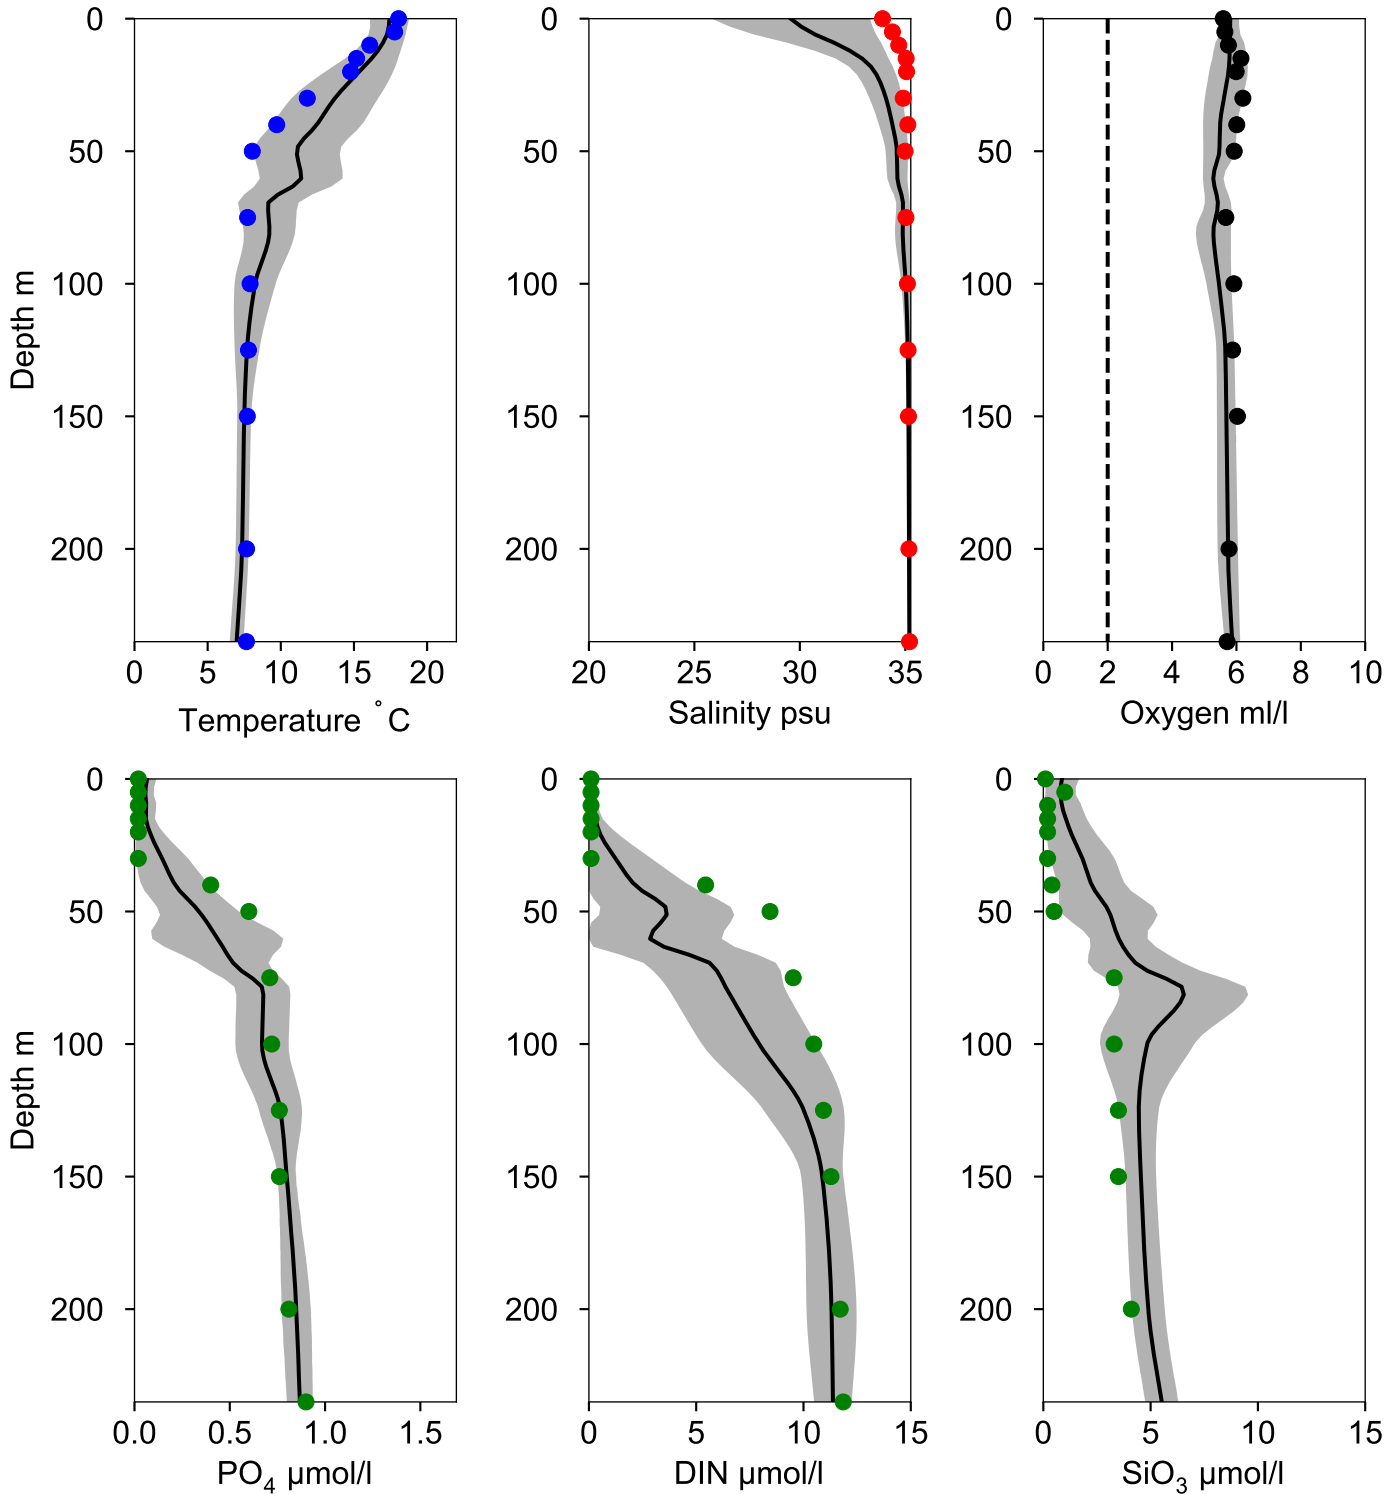 0
50
100
150
200
Depth m
0 5 10 15 20
Temperature °C
0
50
100
150
200
20 25 30 35
Salinity psu
0
50
100
150
200
0 2 4 6 8 10
Oxygen ml/l
0
50
100
150
200
Depth m
0.0 0.5 1.0 1.5
PO₄ µmol/l
0
50
100
150
200
0 5 10 15
DIN µmol/l
0
50
100
150
200
0 5 10 15
SiO₃ µmol/l